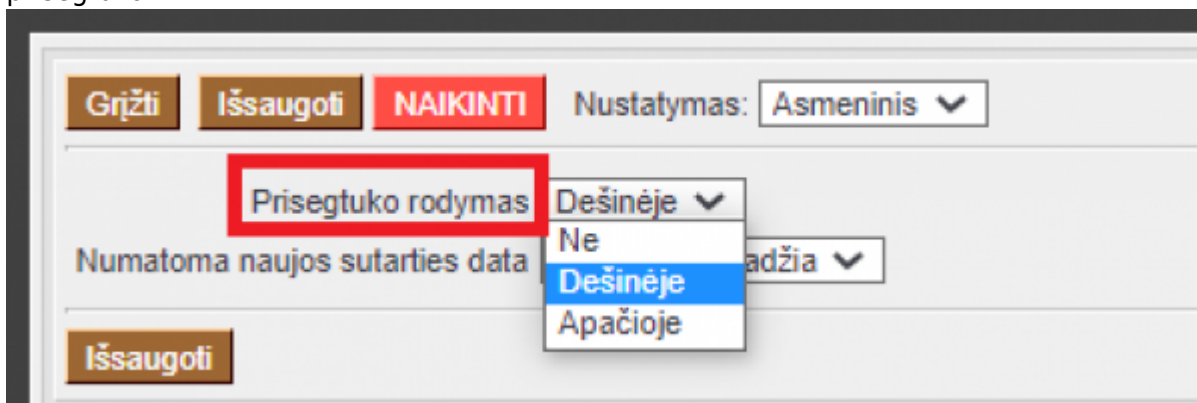 Grįžti Išsaugoti NAIKINTI Nustatymas: Asmeninis
Prisegtuko rodymas Dešinėje
Ne
Numatoma naujos sutarties data adžia
Dešinėje
Apačioje
Išsaugoti